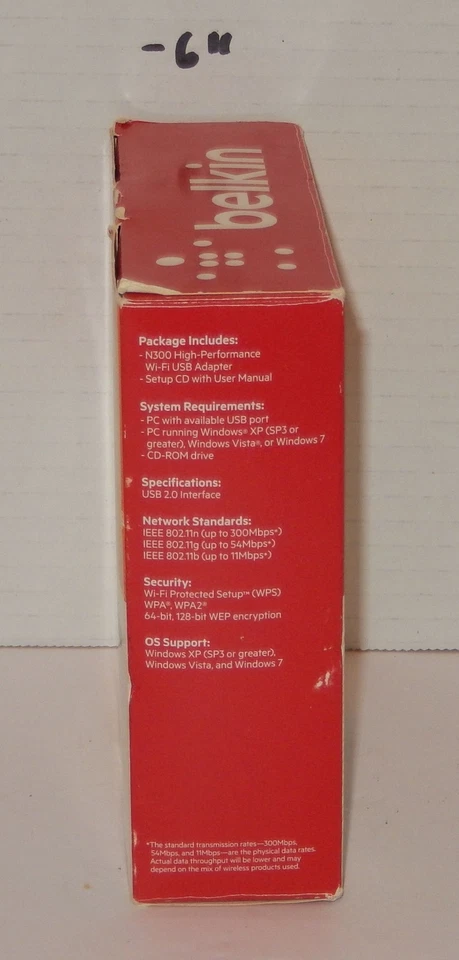 - 6"
belkin
Package Includes:
- N300 High-Performance
Wi-Fi USB Adapter
- Setup CD with User Manual
System Requirements:
- PC with available USB port
- PC running Windows® XP (SP3 or
greater), Windows Vista®, or Windows 7
- CD-ROM drive
Specifications:
USB 2.0 Interface
Network Standards:
IEEE 802.11n (up to 300Mbps*)
IEEE 802.11g (up to 54Mbps*)
IEEE 802.11b (up to 11Mbps*)
Security:
Wi-Fi Protected Setup™ (WPS)
WPA®, WPA2®
64-bit, 128-bit WEP encryption
OS Support:
Windows XP (SP3 or greater),
Windows Vista, and Windows 7
*The standard transmission rates—300Mbps,
54Mbps, and 11Mbps—are the physical data rates.
Actual data throughput will be lower and may
depend on the mix of wireless products used.